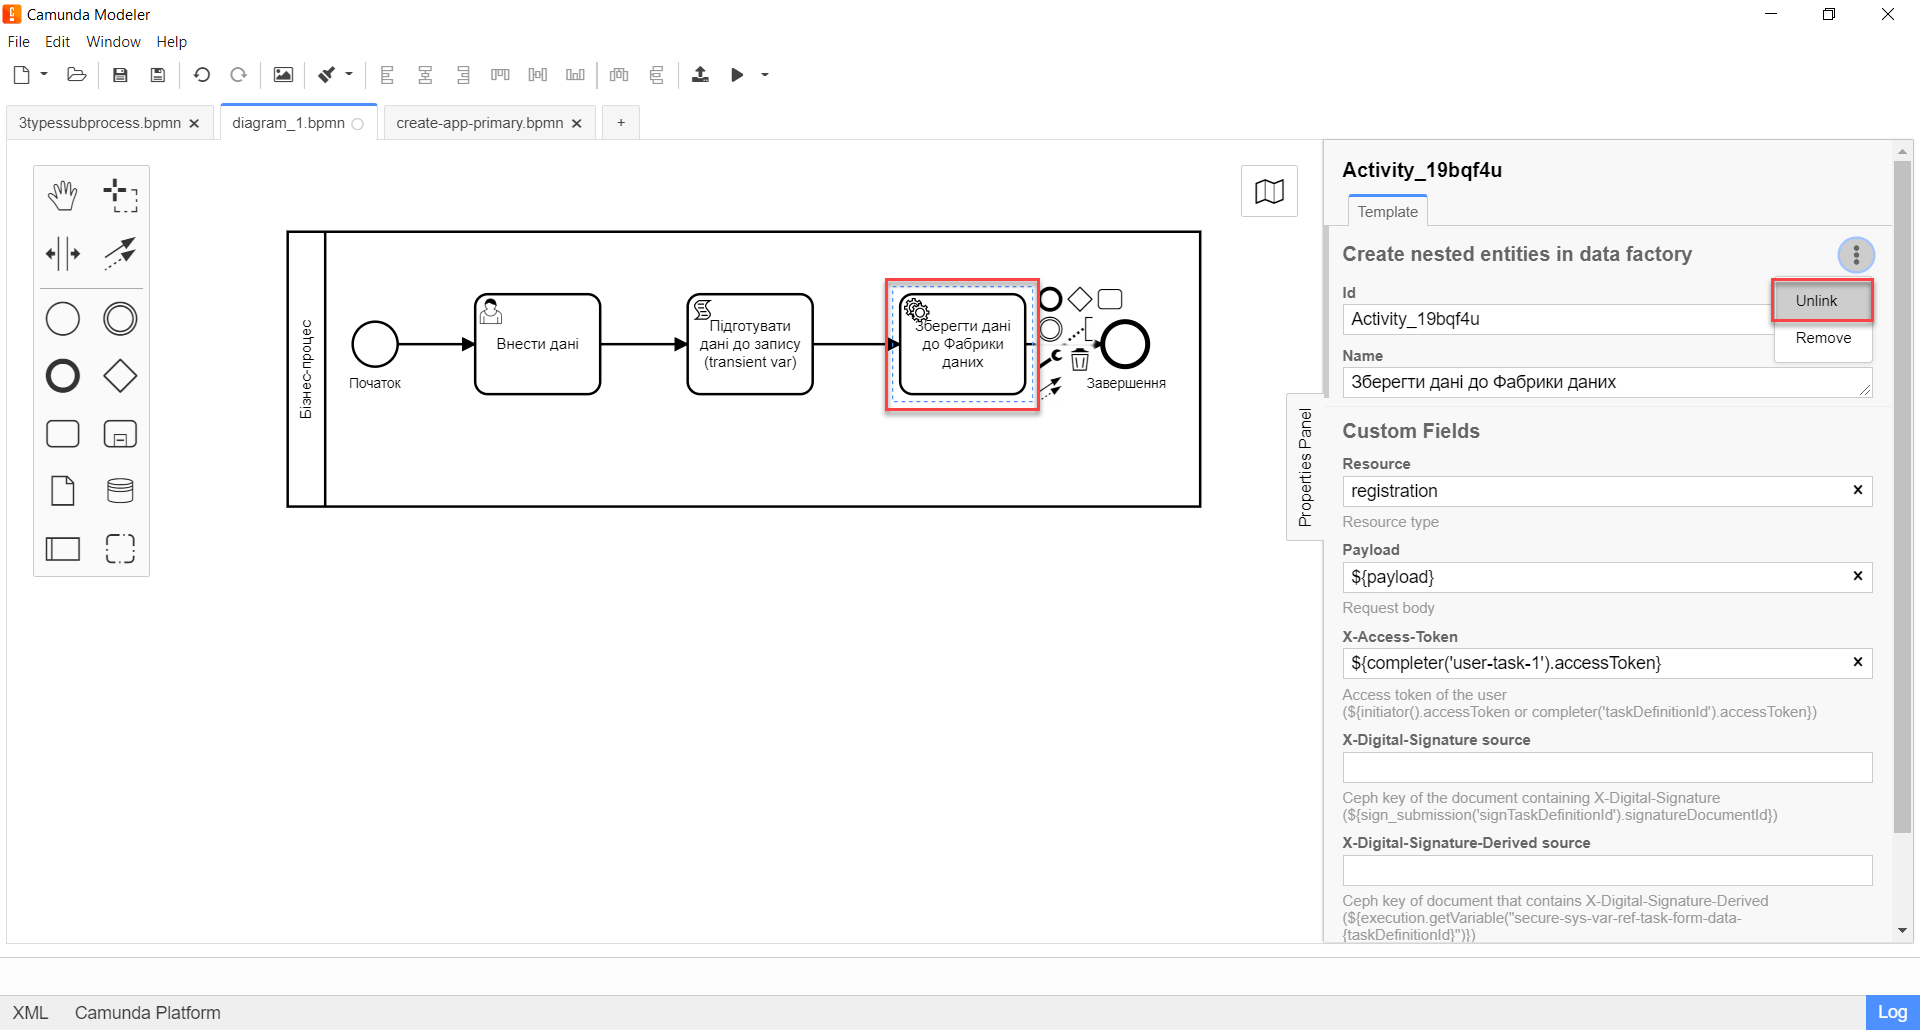 Camunda Modeler
File Edit Window Help
3typessubprocess.bpmn
diagram_1.bpmn
create-app-primary.bpmn
+
Бізнес-процес
Початок
Внести дані
Підготувати
дані до запису
(transient var)
Зберегти дані
до Фабрики
даних
Завершення
Properties Panel
Activity_19bqf4u
Template
Create nested entities in data factory
Unlink
Remove
Id
Activity_19bqf4u
Name
Зберегти дані до Фабрики даних
Custom Fields
Resource
registration
Resource type
Payload
${payload}
Request body
X-Access-Token
${completer('user-task-1').accessToken}
Access token of the user
(${initiator().accessToken or completer('taskDefinitionId').accessToken})
X-Digital-Signature source
Ceph key of the document containing X-Digital-Signature
(${sign_submission('signTaskDefinitionId').signatureDocumentId})
X-Digital-Signature-Derived source
Ceph key of document that contains X-Digital-Signature-Derived
(${execution.getVariable("secure-sys-var-ref-task-form-data-
{taskDefinitionId}")})
XML Camunda Platform
Log